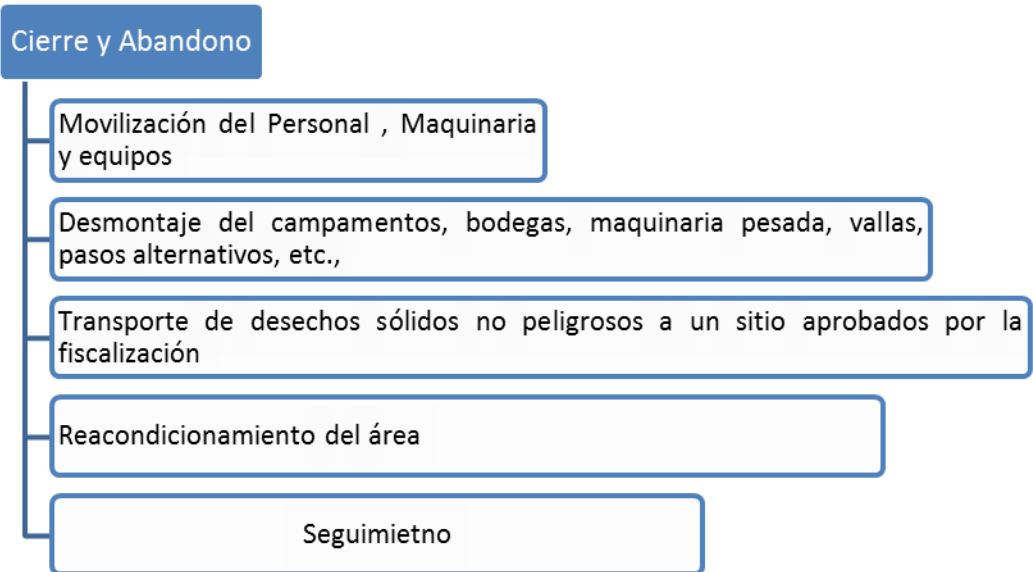 Cierre y Abandono
Movilización del Personal , Maquinaria
y equipos
Desmontaje del campamentos, bodegas, maquinaria pesada, vallas,
pasos alternativos, etc.,
Transporte de desechos sólidos no peligrosos a un sitio aprobados por la
fiscalización
Reacondicionamiento del área
Seguimietno